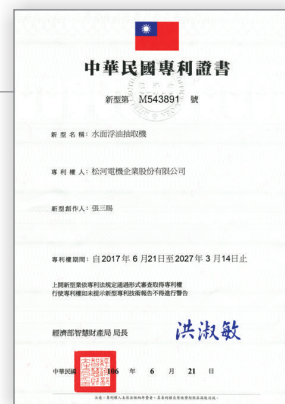 中華民國專利證書
新型第 M543891 號
新型名稱：水面浮油抽取機
專利權人：松河電機企業股份有限公司
新型創作人：張三賜
專利權期間：自2017年6月21日至2027年3月14日止
上開新型業依專利法規定通過形式審查取得專利權
行使專利權如未提示新型專利技術報告不得進行警告
經濟部智慧財產局 局長 洪淑敏
中華民國 106 年 6 月 21 日